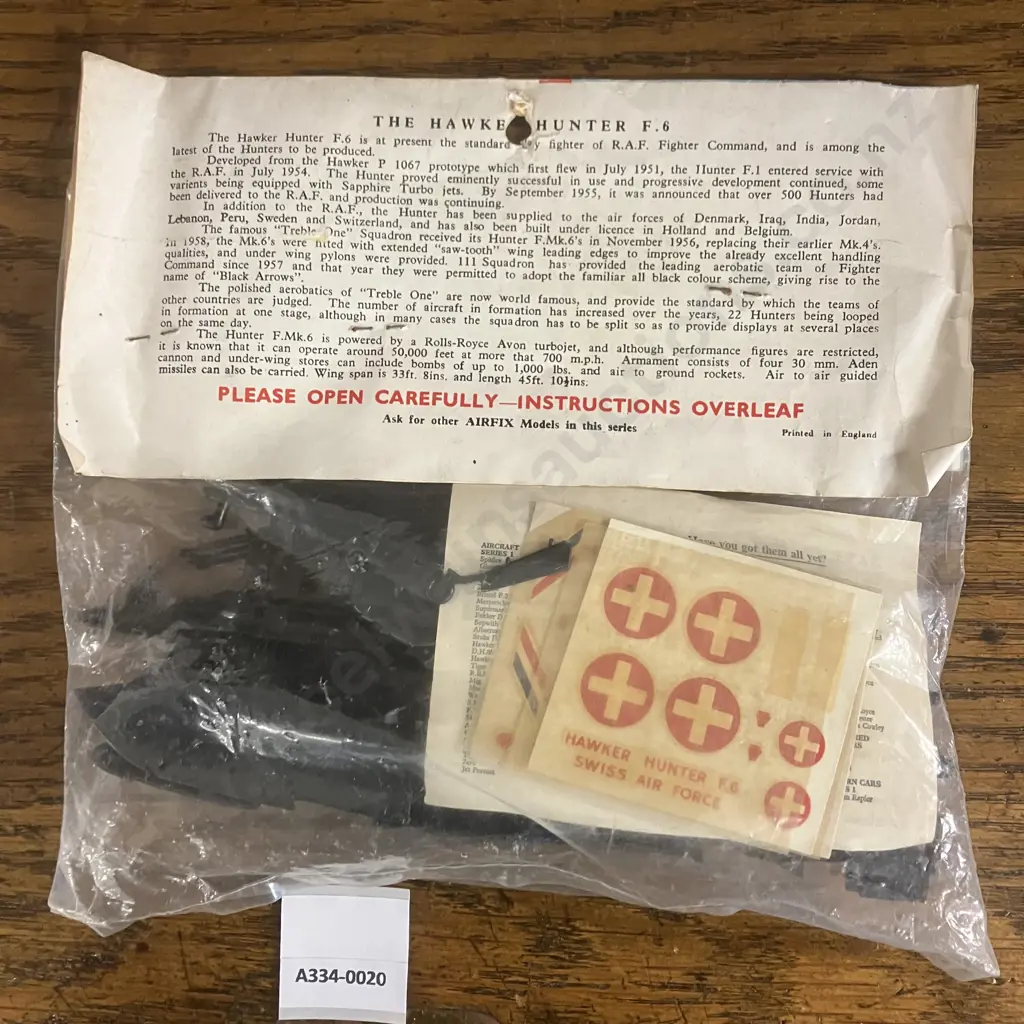 THE HAWKE HUNTER F.6
The Hawker Hunter F.6 is at present the standard y fighter of R.A.F. Fighter Command, and is among the
latest of the Hunters to be produced.
Developed from the Hawker P 1067 prototype which first flew in July 1951, the Hunter F.1 entered service with
the R.A.F. in July 1954. The Hunter proved eminently successful in use and progressive development continued, some
varients being equipped with Sapphire Turbo jets. By September 1955, it was announced that over 500 Hunters had
been delivered to the R.A.F. and production was continuing.
In addition to the R.A.F., the Hunter has been supplied to the air forces of Denmark, Iraq, India, Jordan,
Lebanon, Peru, Sweden and Switzerland, and has also been built under licence in Holland and Belgium.
The famous "Treble One" Squadron received its Hunter F.Mk.6's in November 1956, replacing their earlier Mk.4's.
in 1958, the Mk.6's were fitted with extended "saw-tooth" wing leading edges to improve the already excellent handling
qualities, and under wing pylons were provided. 111 Squadron has provided the leading aerobatic team of Fighter
Command since 1957 and that year they were permitted to adopt the familiar all black colour scheme, giving rise to the
name of "Black Arrows".
The polished aerobatics of "Treble One" are now world famous, and provide the standard by which the teams of
other countries are judged. The number of aircraft in formation has increased over the years, 22 Hunters being looped
in formation at one stage, although in many cases the squadron has to be split so as to provide displays at several places
on the same day.
The Hunter F.Mk.6 is powered by a Rolls-Royce Avon turbojet, and although performance figures are restricted,
it is known that it can operate around 50,000 feet at more than 700 m.p.h. Armament consists of four 30 mm. Aden
cannon and under-wing stores can include bombs of up to 1,000 lbs. and air to ground rockets. Air to air guided
missiles can also be carried. Wing span is 33ft. 8ins. and length 45ft. 10½ins.
PLEASE OPEN CAREFULLY—INSTRUCTIONS OVERLEAF
Ask for other AIRFIX Models in this series
Printed in England
Have you got them all yet?
AIRCRAFT
SERIES 1
Spitfire
Jet Provost
RN CARS
HAWKER HUNTER F.6
SWISS AIR FORCE
A334-0020